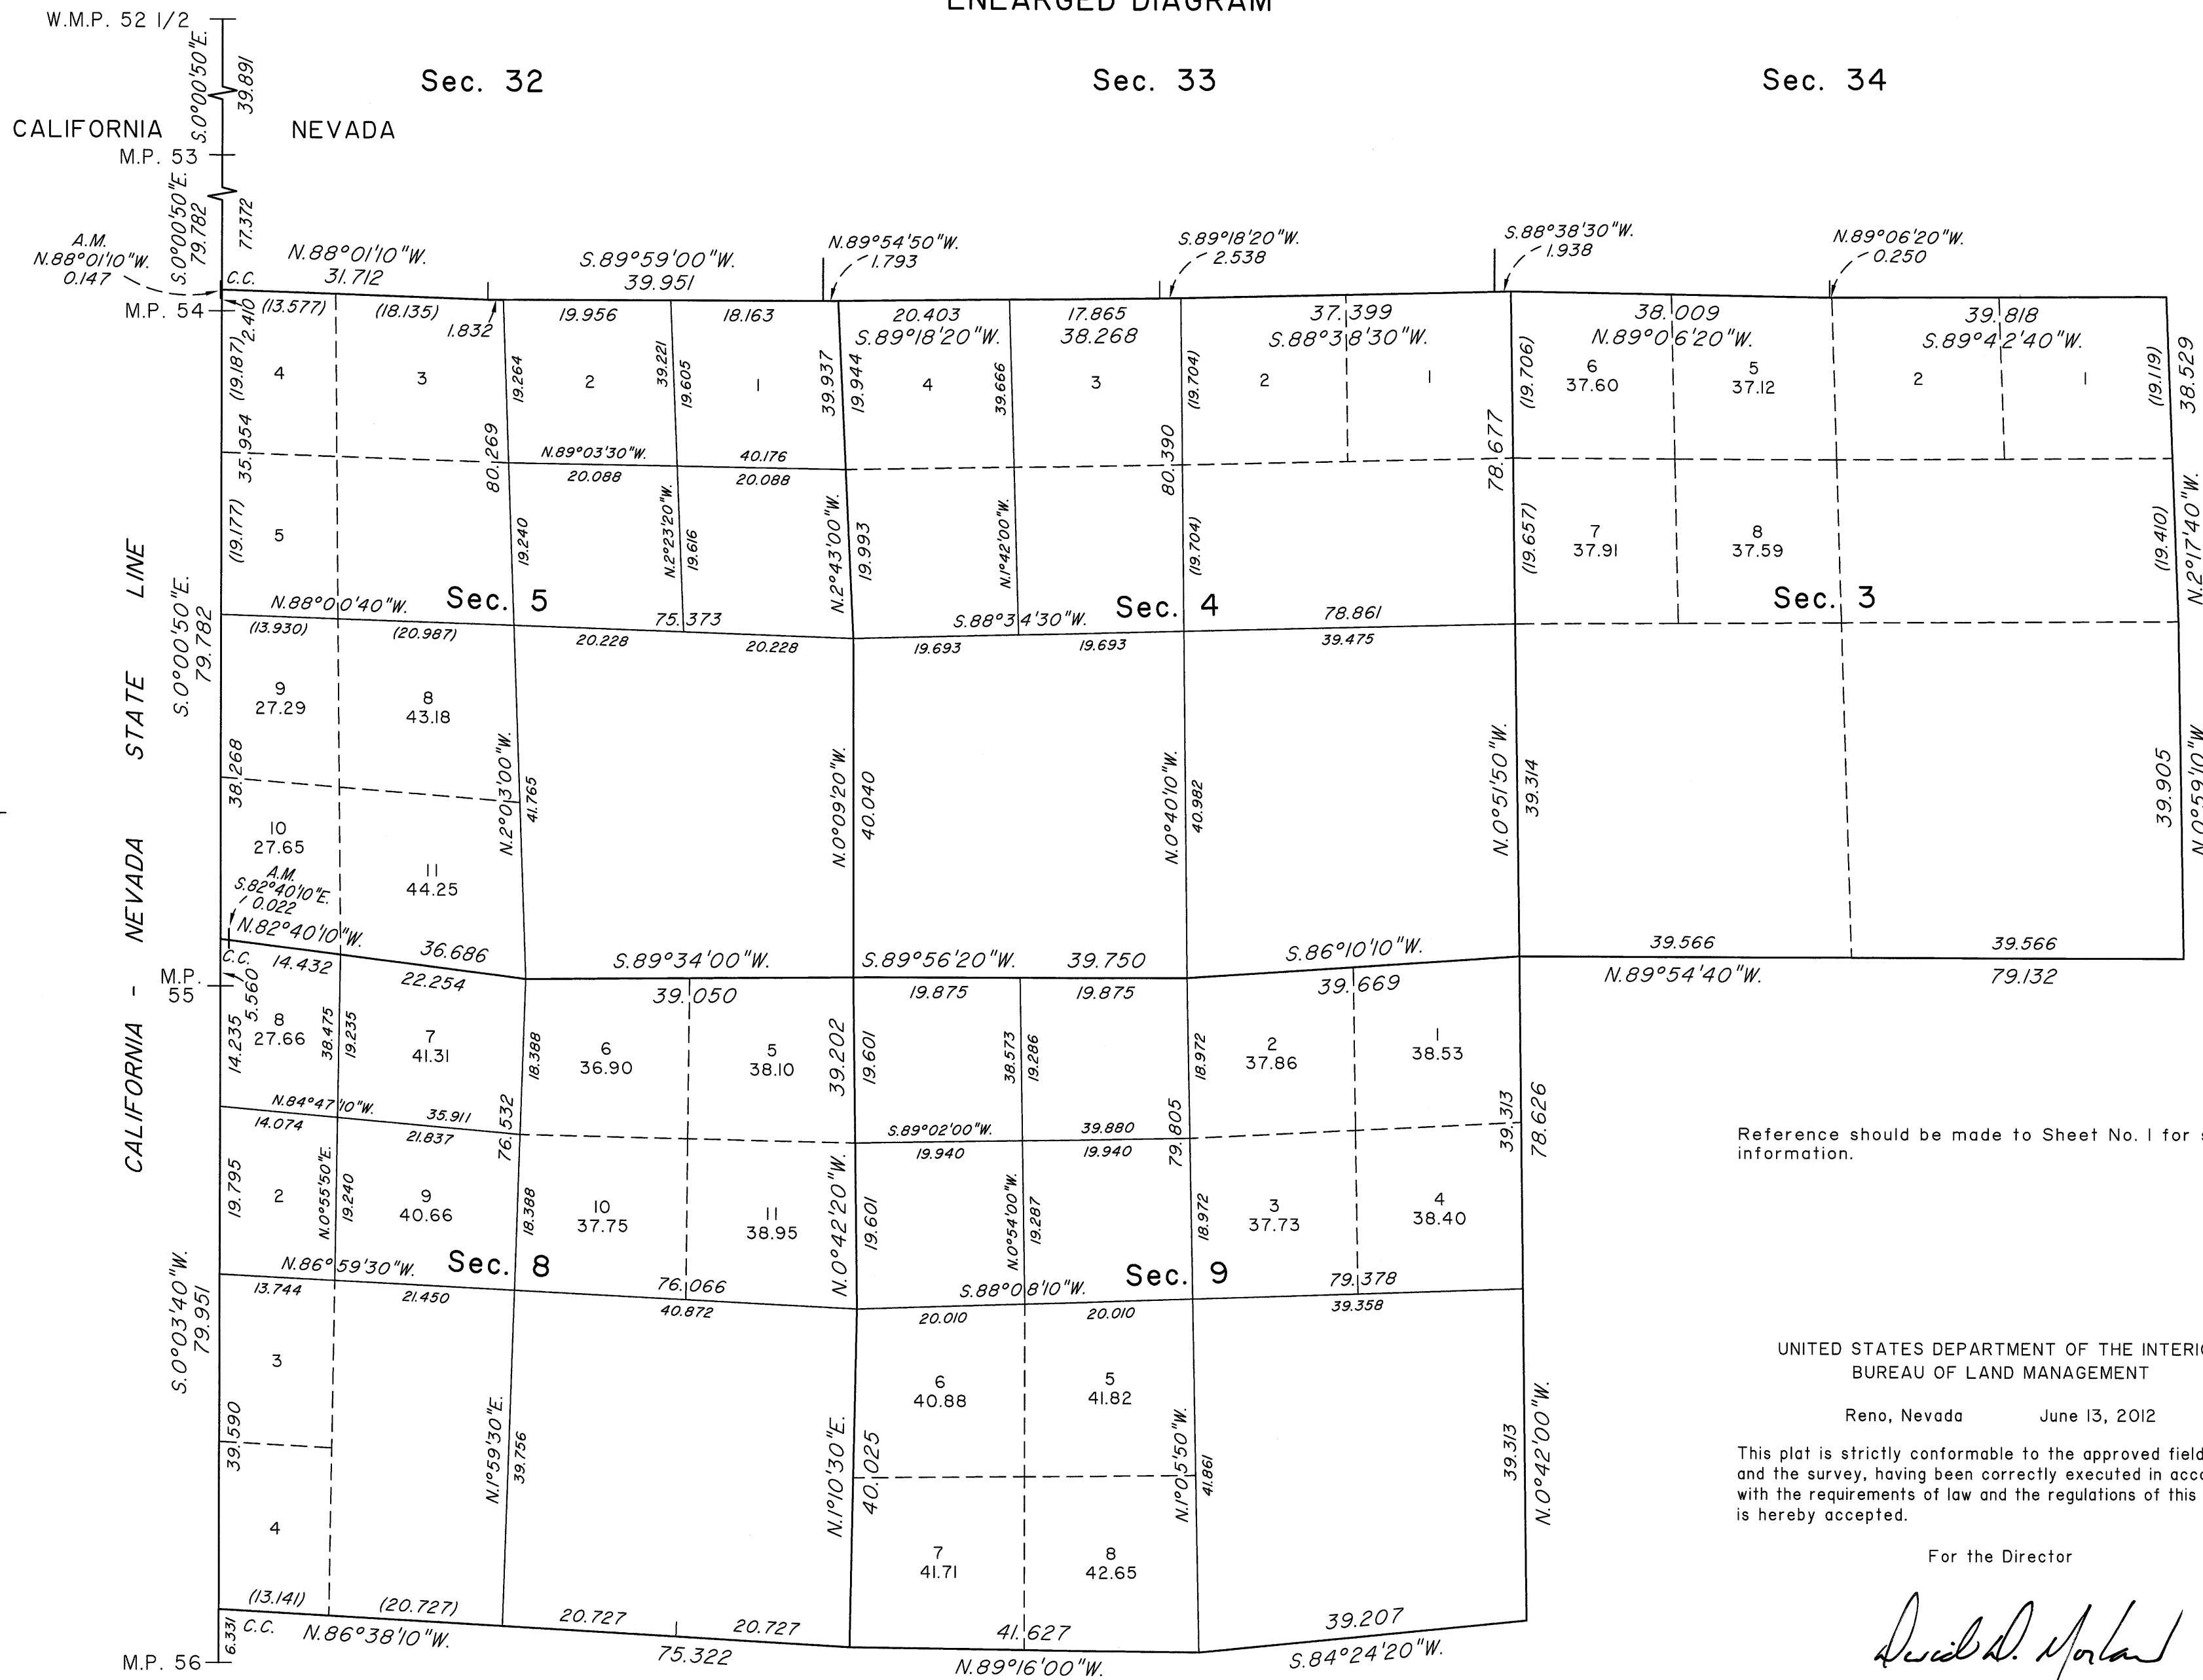 ENLARGED DIAGRAM
W.M.P. 52 1/2
S.0°00'50"E.
39.891
Sec. 32
Sec. 33
Sec. 34
CALIFORNIA
NEVADA
M.P. 53
S.0°00'50"E.
79.782
77.372
A.M.
N.88°01'10"W.
0.147
C.C.
M.P. 54
N.88°01'10"W.
31.712
S.89°59'00"W.
39.951
N.89°54'50"W.
1.793
S.89°18'20"W.
2.538
S.88°38'30"W.
1.938
N.89°06'20"W.
0.250
2.410
(13.577)
(18.135)
1.832
19.956
18.163
20.403
17.865
S.89°18'20"W.
38.268
37.399
S.88°38'30"W.
38.009
N.89°06'20"W.
39.818
S.89°42'40"W.
(19.187)
4
3
19.264
2
39.221
19.605
1
39.937
19.944
4
39.666
3
(19.704)
2
1
(19.706)
6
37.60
5
37.12
2
1
(19.119)
38.529
35.954
80.269
N.89°03'30"W.
40.176
20.088
20.088
80.390
78.677
(19.177)
5
19.240
N.2°23'20"W.
19.616
N.2°43'00"W.
19.993
N.1°42'00"W.
(19.704)
(19.657)
7
37.91
8
37.59
(19.410)
N.2°17'40"W.
N.88°00'40"W.
Sec. 5
75.373
S.88°34'30"W.
Sec. 4
78.861
Sec. 3
(13.930)
(20.987)
20.228
20.228
19.693
19.693
39.475
CALIFORNIA - NEVADA STATE LINE
S.0°00'50"E.
79.782
9
27.29
8
43.18
38.268
N.2°03'00"W.
41.765
N.0°09'20"W.
40.040
N.0°40'10"W.
40.982
N.0°51'50"W.
39.314
39.905
N.0°59'10"W
10
27.65
11
44.25
A.M.
S.82°40'10"E.
0.022
N.82°40'10"W.
36.686
S.89°34'00"W.
S.89°56'20"W.
39.750
S.86°10'10"W.
39.566
39.566
C.C.
14.432
22.254
39.050
19.875
19.875
39.669
N.89°54'40"W.
79.132
M.P.
55
5.560
14.235
8
27.66
38.475
19.235
7
41.31
18.388
6
36.90
5
38.10
39.202
19.601
38.573
19.286
18.972
2
37.86
1
38.53
N.84°47'10"W.
35.911
76.532
S.89°02'00"W.
39.880
79.805
39.313
78.626
14.074
21.837
19.940
19.940
Reference should be made to Sheet No. 1 for
information.
19.795
2
N.0°55'50"E.
19.240
9
40.66
18.388
10
37.75
11
38.95
N.0°42'20"W.
19.601
N.0°54'00"W.
19.287
18.972
3
37.73
4
38.40
N.86°59'30"W.
Sec. 8
76.066
S.88°08'10"W.
Sec. 9
79.378
13.744
21.450
40.872
20.010
20.010
39.358
S.0°03'40"W.
79.951
3
39.590
4
N.1°59'30"E.
39.756
N.1°10'30"E.
40.025
6
40.88
5
41.82
N.1°05'50"W.
41.861
39.313
N.0°42'00"W.
7
41.71
8
42.65
(13.141)
(20.727)
20.727
20.727
41.627
39.207
6.331
C.C.
N.86°38'10"W.
75.322
N.89°16'00"W.
S.84°24'20"W.
M.P. 56
UNITED STATES DEPARTMENT OF THE INTERIO
BUREAU OF LAND MANAGEMENT
Reno, Nevada June 13, 2012
This plat is strictly conformable to the approved field
and the survey, having been correctly executed in acco
with the requirements of law and the regulations of this
is hereby accepted.
For the Director
David D. Morlan